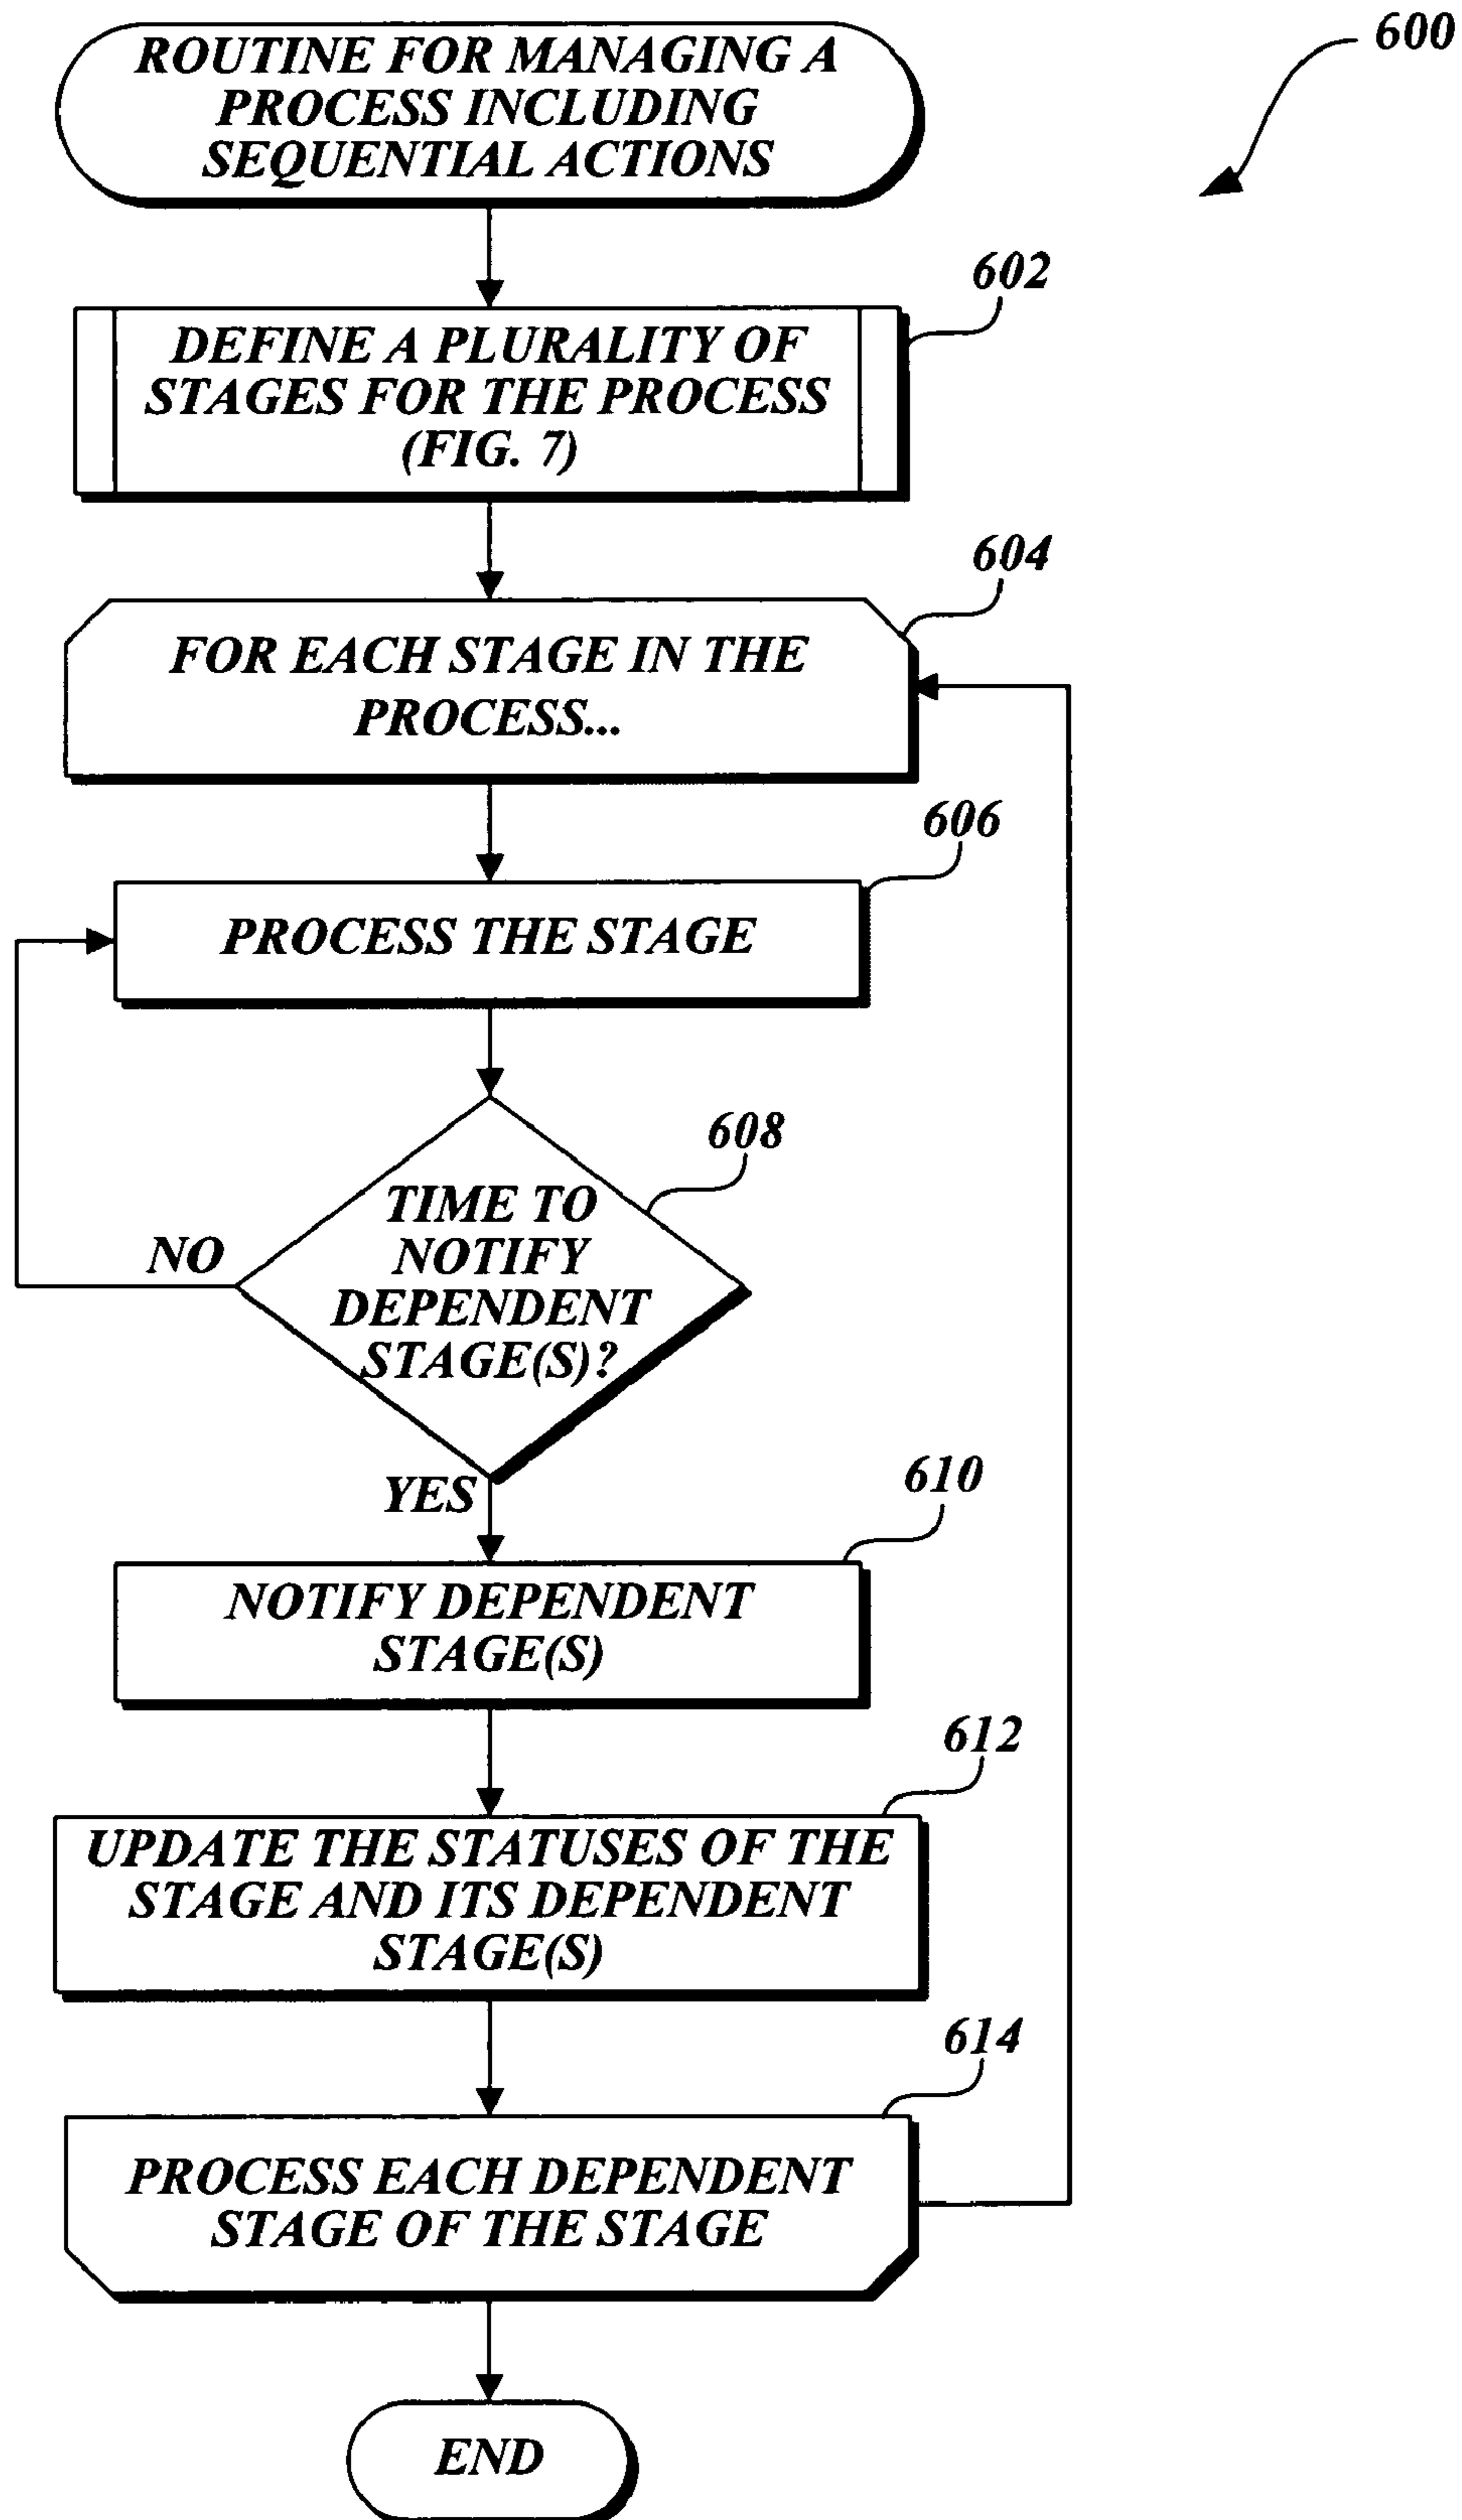 600
ROUTINE FOR MANAGING A
PROCESS INCLUDING
SEQUENTIAL ACTIONS
602
DEFINE A PLURALITY OF
STAGES FOR THE PROCESS
(FIG. 7)
604
FOR EACH STAGE IN THE
PROCESS...
606
PROCESS THE STAGE
608
TIME TO
NOTIFY
DEPENDENT
STAGE(S)?
NO
YES
610
NOTIFY DEPENDENT
STAGE(S)
612
UPDATE THE STATUSES OF THE
STAGE AND ITS DEPENDENT
STAGE(S)
614
PROCESS EACH DEPENDENT
STAGE OF THE STAGE
END